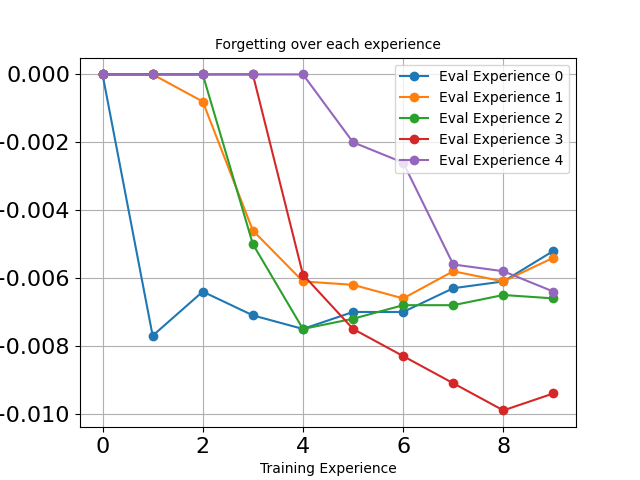 Forgetting over each experience
Eval Experience 0
Eval Experience 1
Eval Experience 2
Eval Experience 3
Eval Experience 4
0.000
-0.002
-0.004
-0.006
-0.008
-0.010
0 2 4 6 8
Training Experience